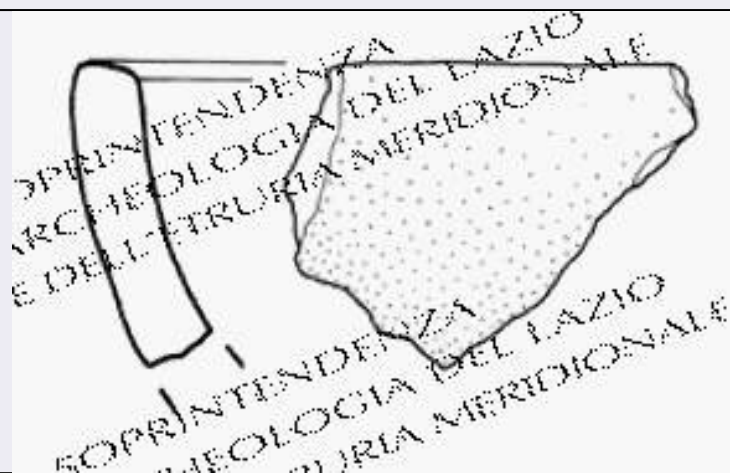 SOPRINTENDENZA
ARCHEOLOGIA DEL LAZIO
E DELL'ETRURIA MERIDIONALE
SOPRINTENDENZA
ARCHEOLOGIA DEL LAZIO
ETRURIA MERIDIONALE